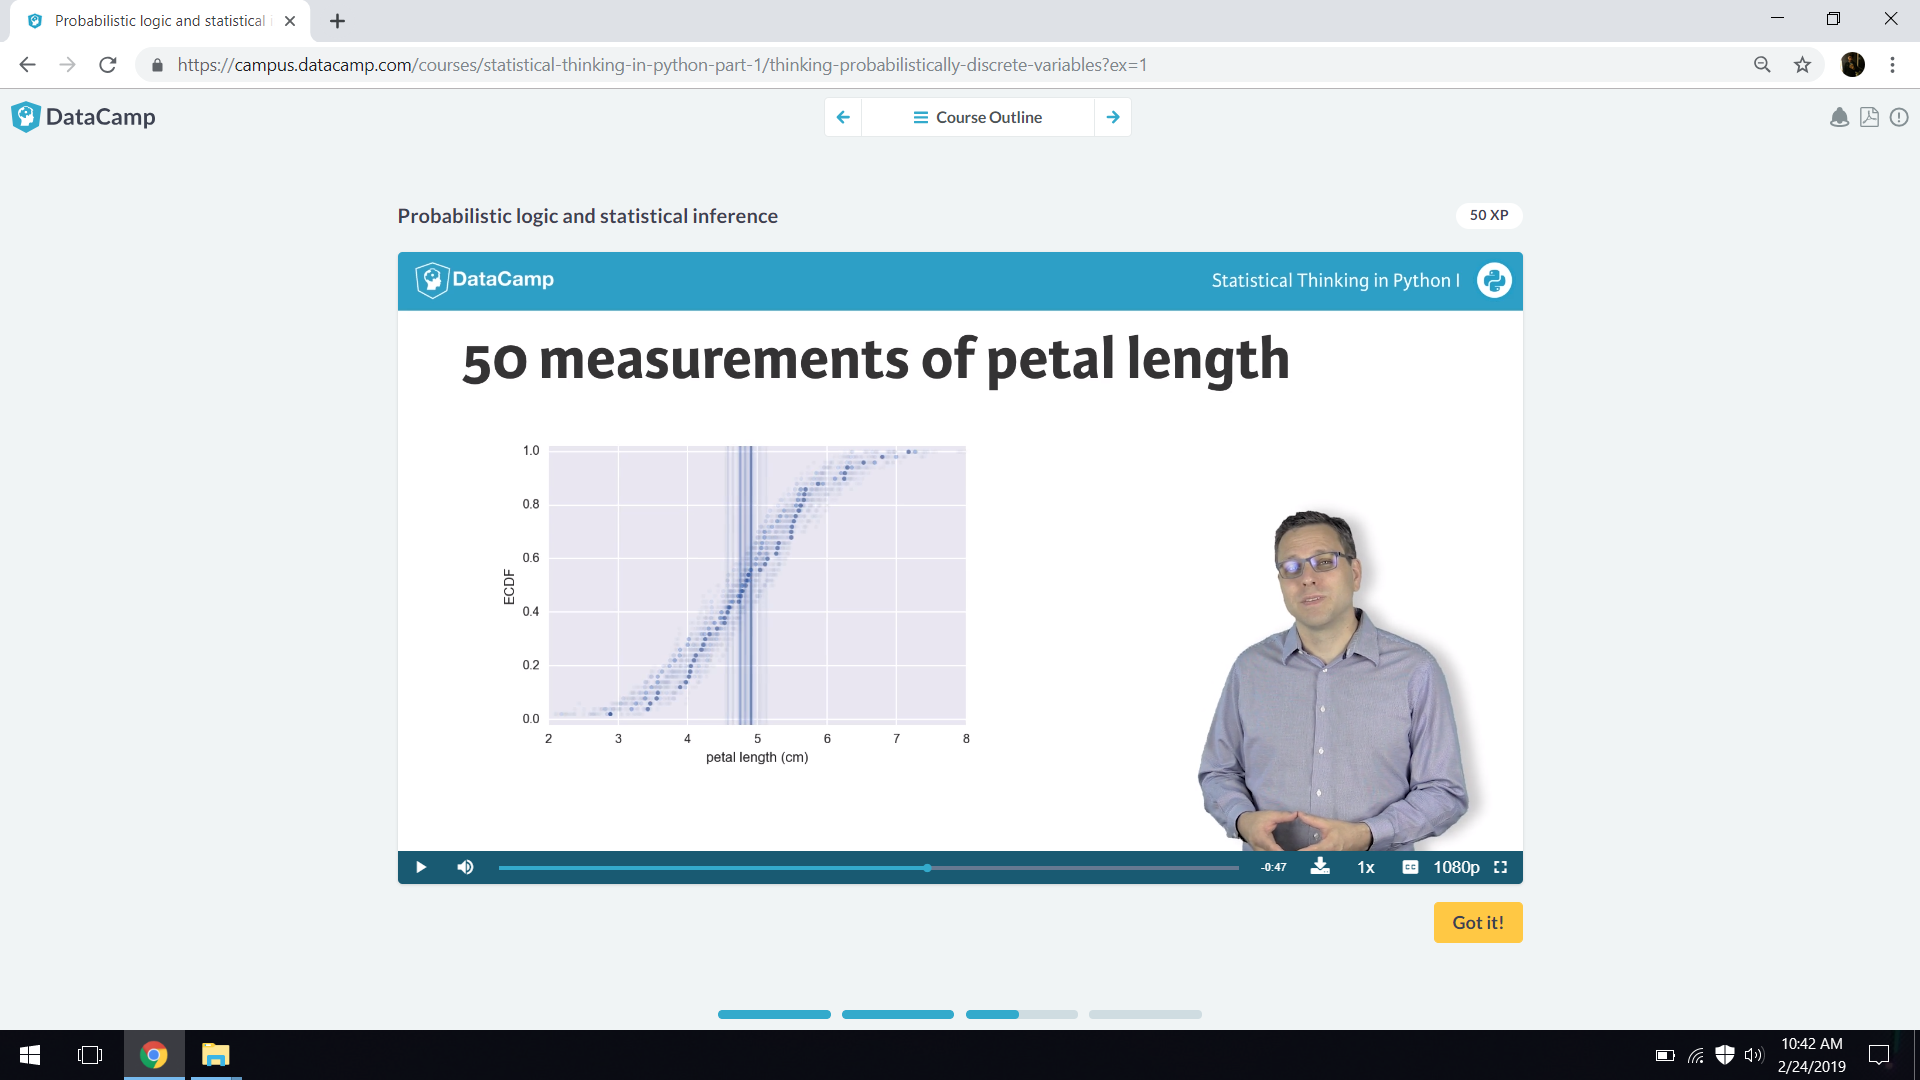 Probabilistic logic and statistical i
https://campus.datacamp.com/courses/statistical-thinking-in-python-part-1/thinking-probabilistically-discrete-variables?ex=1
DataCamp
Course Outline
Probabilistic logic and statistical inference
50 XP
DataCamp
Statistical Thinking in Python I
50 measurements of petal length
1.0
0.8
0.6
0.4
0.2
0.0
ECDF
2 3 4 5 6 7 8
petal length (cm)
-0:47
1x
CC
1080p
Got it!
10:42 AM
2/24/2019